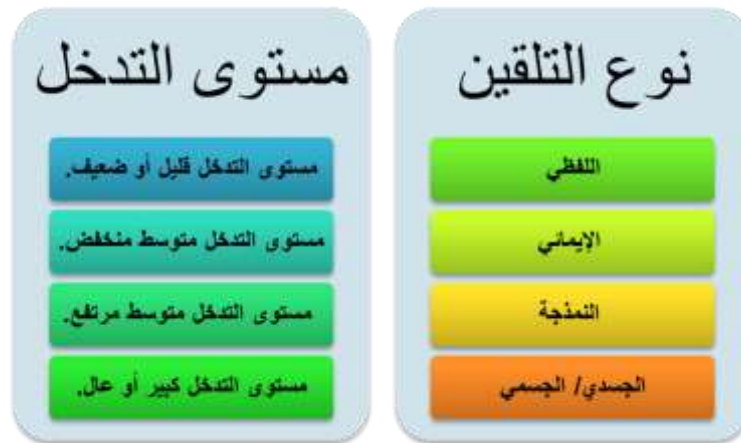 نوع التلقين
اللفظي
الإيمائي
النمذجة
الجسدي/ الجسمي
مستوى التدخل
مستوى التدخل قليل أو ضعيف.
مستوى التدخل متوسط منخفض.
مستوى التدخل متوسط مرتفع.
مستوى التدخل كبير أو عال.